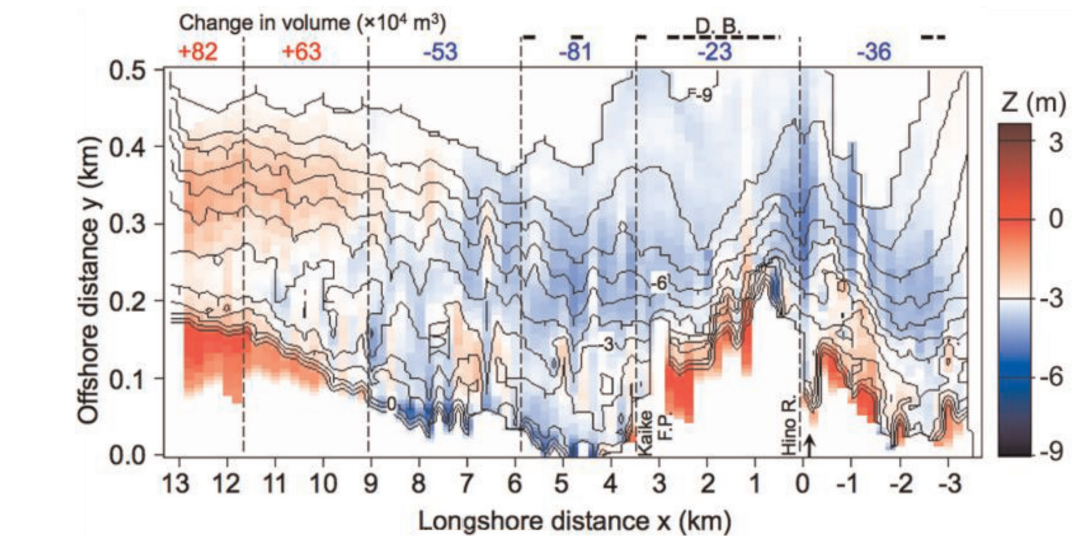 Change in volume (×10⁴ m³)
D. B.
+82 +63 -53 -81 -23 -36
0.5
0.4
0.3
0.2
0.1
0.0
Offshore distance y (km)
-9
-6
-3
0
Kaike
F.P.
Hino R.
13 12 11 10 9 8 7 6 5 4 3 2 1 0 -1 -2 -3
Longshore distance x (km)
Z (m)
3
0
-3
-6
-9